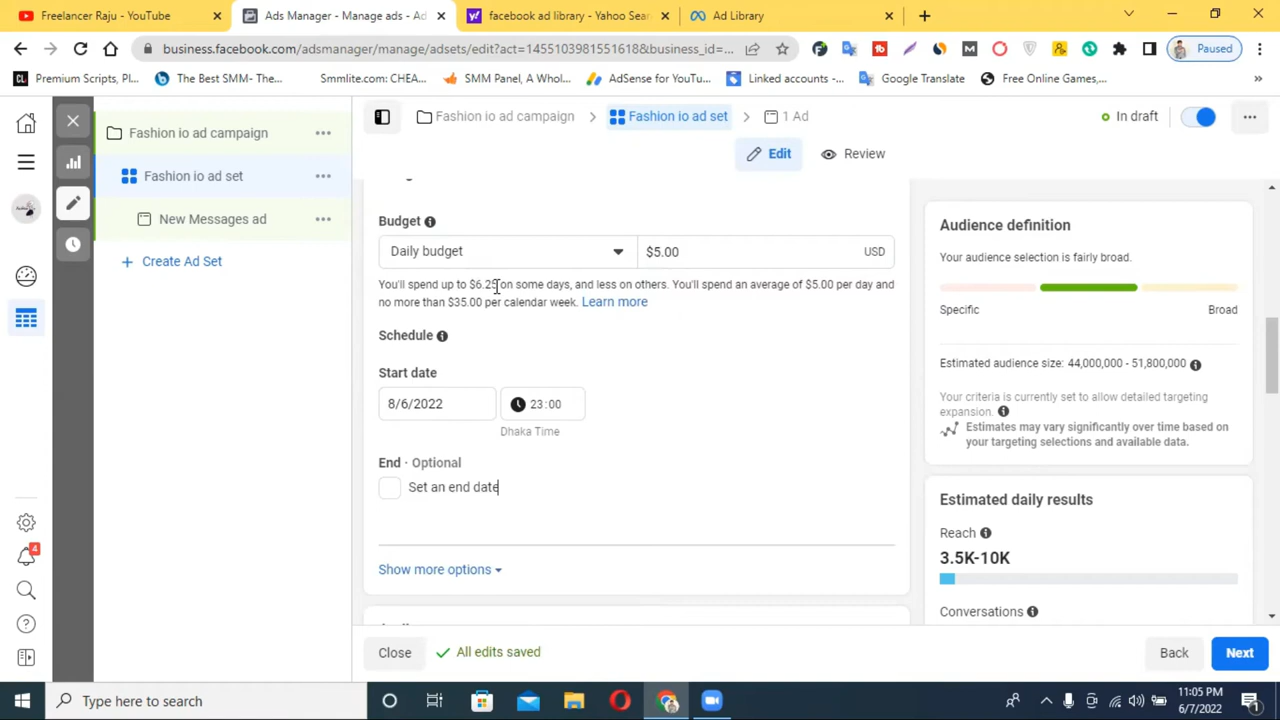 Freelancer Raju - YouTube
Ads Manager - Manage ads - Ad
facebook ad library - Yahoo Sear
Ad Library
business.facebook.com/adsmanager/manage/adsets/edit?act=1455103981551618&business_id=...
Paused
Premium Scripts, Pl...
The Best SMM- The...
Smmlite.com: CHEA...
SMM Panel, A Whol...
AdSense for YouTu...
Linked accounts -...
Google Translate
Free Online Games,...
Fashion io ad campaign
Fashion io ad set
New Messages ad
Create Ad Set
4
Fashion io ad campaign
Fashion io ad set
1 Ad
In draft
Edit
Review
Budget
Daily budget
$5.00
USD
You'll spend up to $6.25 on some days, and less on others. You'll spend an average of $5.00 per day and
no more than $35.00 per calendar week. Learn more
Schedule
Start date
8/6/2022
23:00
Dhaka Time
End · Optional
Set an end date
Show more options
Audience definition
Your audience selection is fairly broad.
Specific
Broad
Estimated audience size: 44,000,000 - 51,800,000
Your criteria is currently set to allow detailed targeting
expansion.
Estimates may vary significantly over time based on
your targeting selections and available data.
Estimated daily results
Reach
3.5K-10K
Conversations
Close
All edits saved
Back
Next
Type here to search
11:05 PM
6/7/2022
1